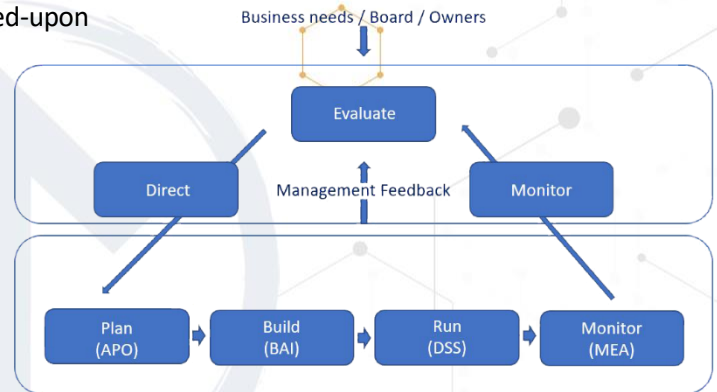 ed-upon
Business needs / Board / Owners
Evaluate
Direct
Management Feedback
Monitor
Plan
(APO)
Build
(BAI)
Run
(DSS)
Monitor
(MEA)